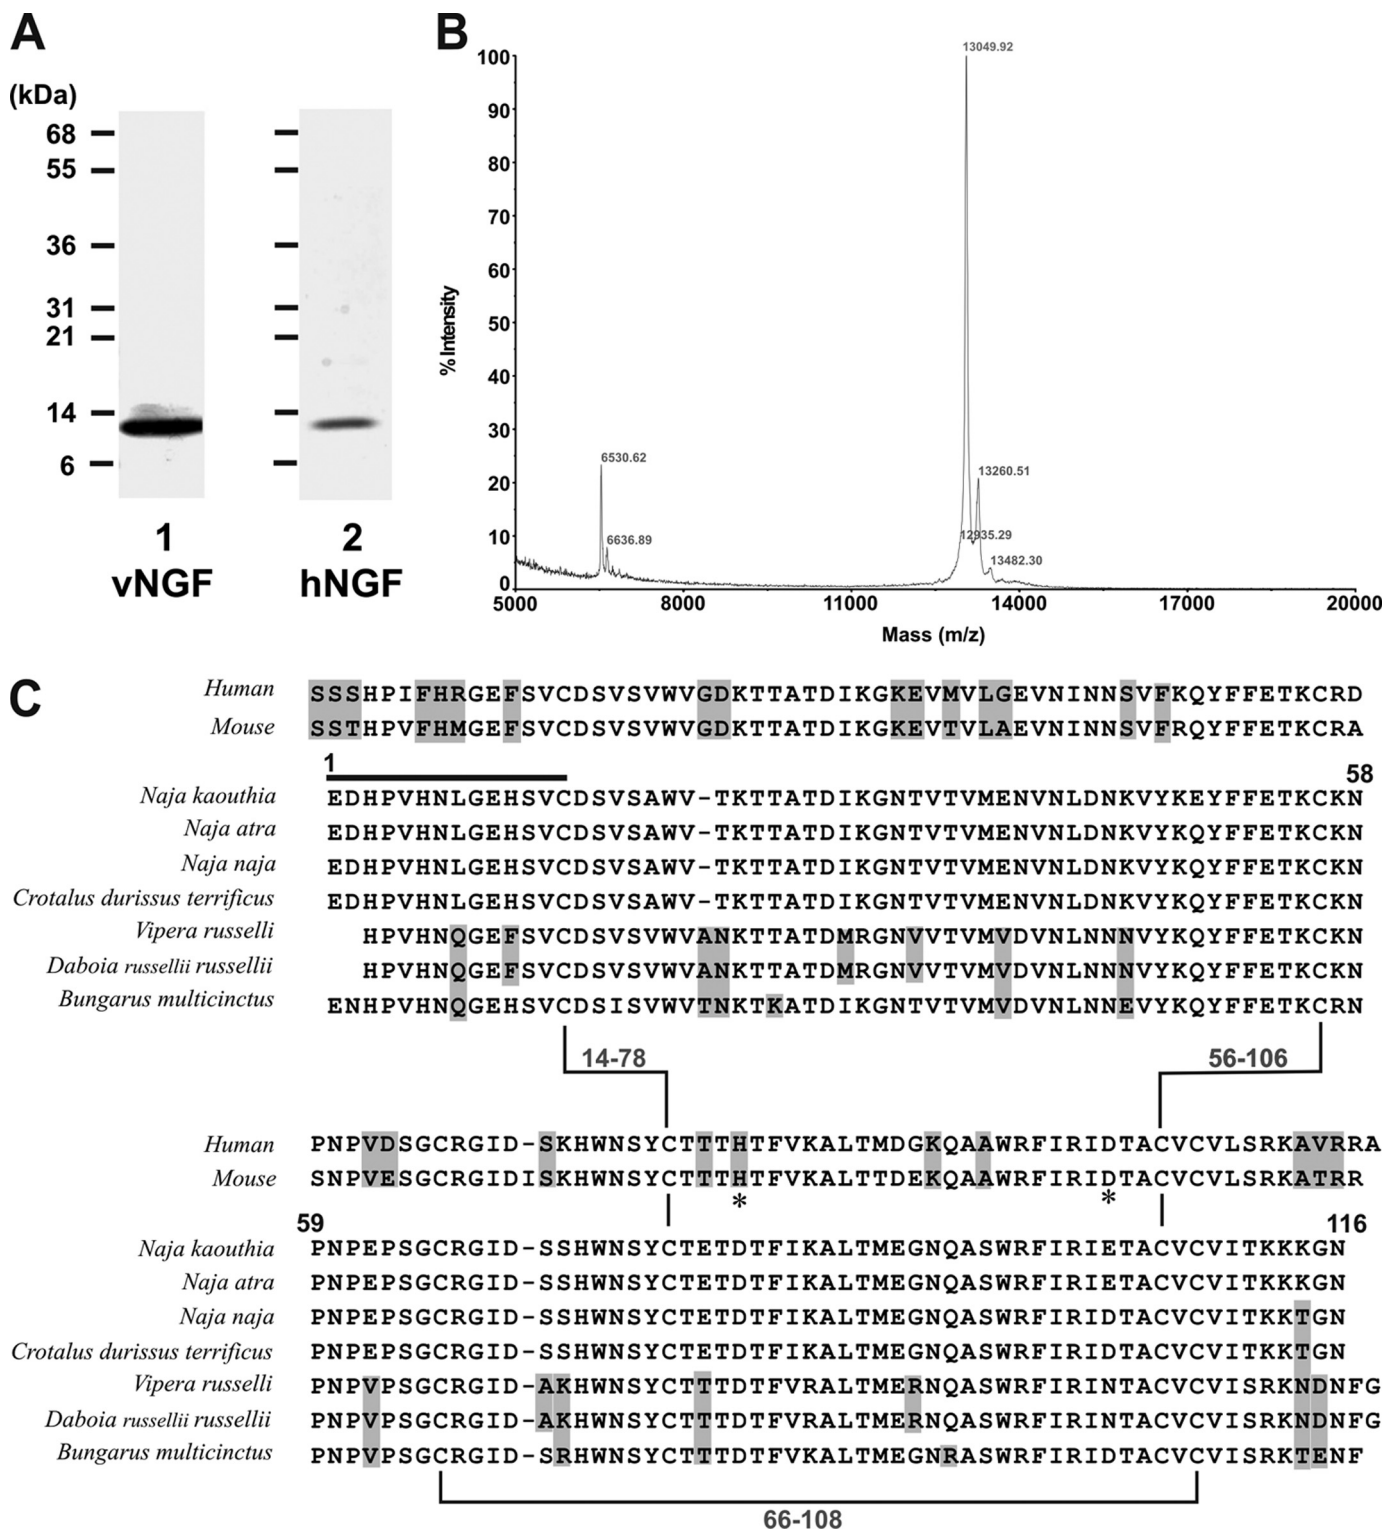 A
(kDa)
68
55
36
31
21
14
6
1
2
vNGF
hNGF
B
100
90
80
70
60
50
40
30
20
10
0
% Intensity
13049.92
6530.62
6636.89
13260.51
12935.29
13482.30
5000 8000 11000 14000 17000 20000
Mass (m/z)
C
Human SSSHPIFHRGEFSVCDSVSVWVGDKTTATDIKGKEVMVLGEVNINNSVFKQYFFETKCRD
Mouse SSTHPVFHMGEFSVCDSVSVWVGDKTTATDIKGKEVTVLAEVNINNSVFRQYFFETKCRA
1 58
Naja kaouthia EDHPVHNLGEHSVCDSVSAWV-TKTTATDIKGNTVTVMENVNLDNKVYKEYFFETKCKN
Naja atra EDHPVHNLGEHSVCDSVSAWV-TKTTATDIKGNTVTVMENVNLDNKVYKQYFFETKCKN
Naja naja EDHPVHNLGEHSVCDSVSAWV-TKTTATDIKGNTVTVMENVNLDNKVYKQYFFETKCKN
Crotalus durissus terrificus EDHPVHNLGEHSVCDSVSAWV-TKTTATDIKGNTVTVMENVNLDNKVYKQYFFETKCKN
Vipera russelli HPVHNQGEFSVCDSVSVWVANKTTATDMRGNVVTVMVDVNLNNNVYKQYFFETKCKN
Daboia russellii russellii HPVHNQGEFSVCDSVSVWVANKTTATDMRGNVVTVMVDVNLNNNVYKQYFFETKCKN
Bungarus multicinctus ENHPVHNQGEHSVCDSISVWVTNKTKATDIKGNTVTVMVDVNLNNEVYKQYFFETKCRN
14-78 56-106
Human PNPVDSGCRGID-SKHWNSYCTTTHTFVKALTMDGKQAAWRFIRIDTACVCVLSRKAVRRA
Mouse SNPVESGCRGIDISKHWNSYCTTTHTFVKALTTDEKQAAWRFIRIDTACVCVLSRKATRR
* *
59 116
Naja kaouthia PNPEPSGCRGID-SSHWNSYCTETDTFIKALTMEGNQASWRFIRIETACVCVITKKKGN
Naja atra PNPEPSGCRGID-SSHWNSYCTETDTFIKALTMEGNQASWRFIRIETACVCVITKKKGN
Naja naja PNPEPSGCRGID-SSHWNSYCTETDTFIKALTMEGNQASWRFIRIDTACVCVITKKTGN
Crotalus durissus terrificus PNPEPSGCRGID-SSHWNSYCTETDTFIKALTMEGNQASWRFIRIDTACVCVITKKTGN
Vipera russelli PNPVPSGCRGID-AKHWNSYCTTTDTFVRALTMERNQASWRFIRINTACVCVISRKNDNFG
Daboia russellii russellii PNPVPSGCRGID-AKHWNSYCTTTDTFVRALTMERNQASWRFIRINTACVCVISRKNDNFG
Bungarus multicinctus PNPVPSGCRGID-SRHWNSYCTTTDTFVKALTMEGNRASWRFIRIDTACVCVISRKTENF
66-108